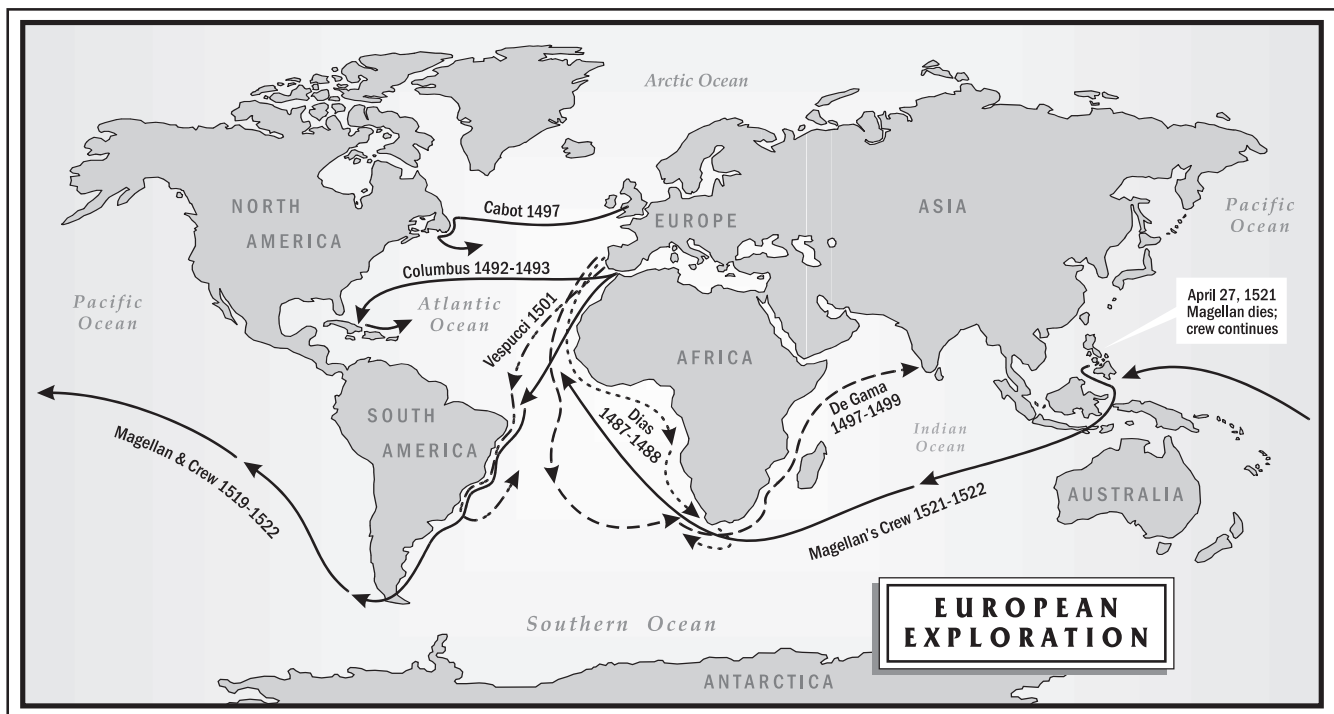 Arctic Ocean
NORTH
AMERICA
Cabot 1497
EUROPE
ASIA
Pacific
Ocean
Columbus 1492-1493
Pacific
Ocean
Atlantic
Ocean
Vespucci 1501
AFRICA
April 27, 1521
Magellan dies;
crew continues
SOUTH
AMERICA
Dias
1487-1488
De Gama
1497-1499
Indian
Ocean
Magellan & Crew 1519-1522
Magellan's Crew 1521-1522
AUSTRALIA
EUROPEAN
EXPLORATION
Southern Ocean
ANTARCTICA